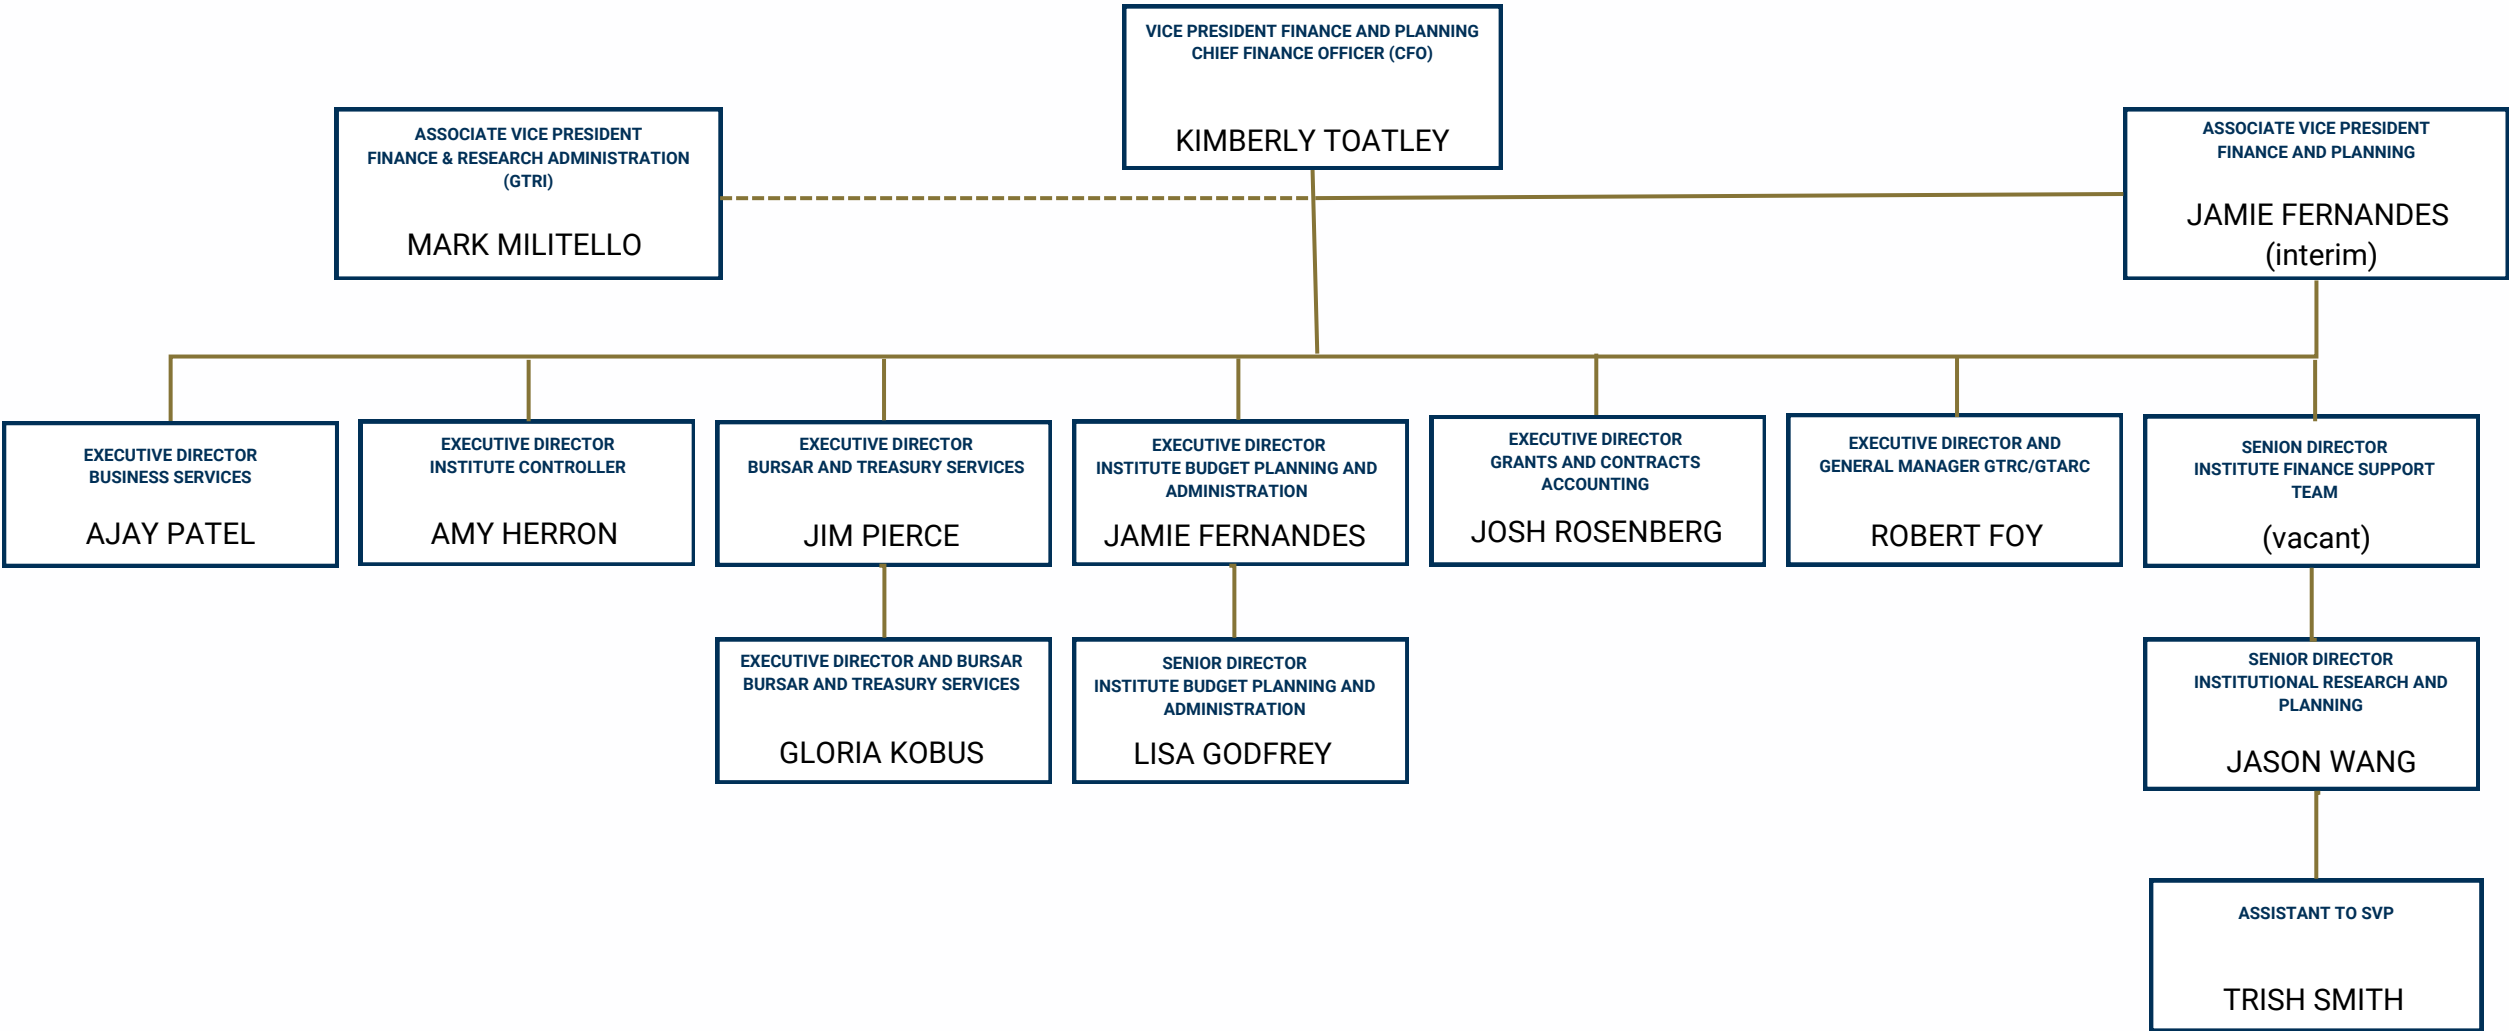 VICE PRESIDENT FINANCE AND PLANNING
CHIEF FINANCE OFFICER (CFO)
KIMBERLY TOATLEY
ASSOCIATE VICE PRESIDENT
FINANCE & RESEARCH ADMINISTRATION
(GTRI)
MARK MILITELLO
ASSOCIATE VICE PRESIDENT
FINANCE AND PLANNING
JAMIE FERNANDES
(interim)
EXECUTIVE DIRECTOR
BUSINESS SERVICES
AJAY PATEL
EXECUTIVE DIRECTOR
INSTITUTE CONTROLLER
AMY HERRON
EXECUTIVE DIRECTOR
BURSAR AND TREASURY SERVICES
JIM PIERCE
EXECUTIVE DIRECTOR
INSTITUTE BUDGET PLANNING AND
ADMINISTRATION
JAMIE FERNANDES
EXECUTIVE DIRECTOR
GRANTS AND CONTRACTS
ACCOUNTING
JOSH ROSENBERG
EXECUTIVE DIRECTOR AND
GENERAL MANAGER GTRC/GTARC
ROBERT FOY
SENION DIRECTOR
INSTITUTE FINANCE SUPPORT
TEAM
(vacant)
EXECUTIVE DIRECTOR AND BURSAR
BURSAR AND TREASURY SERVICES
GLORIA KOBUS
SENIOR DIRECTOR
INSTITUTE BUDGET PLANNING AND
ADMINISTRATION
LISA GODFREY
SENIOR DIRECTOR
INSTITUTIONAL RESEARCH AND
PLANNING
JASON WANG
ASSISTANT TO SVP
TRISH SMITH